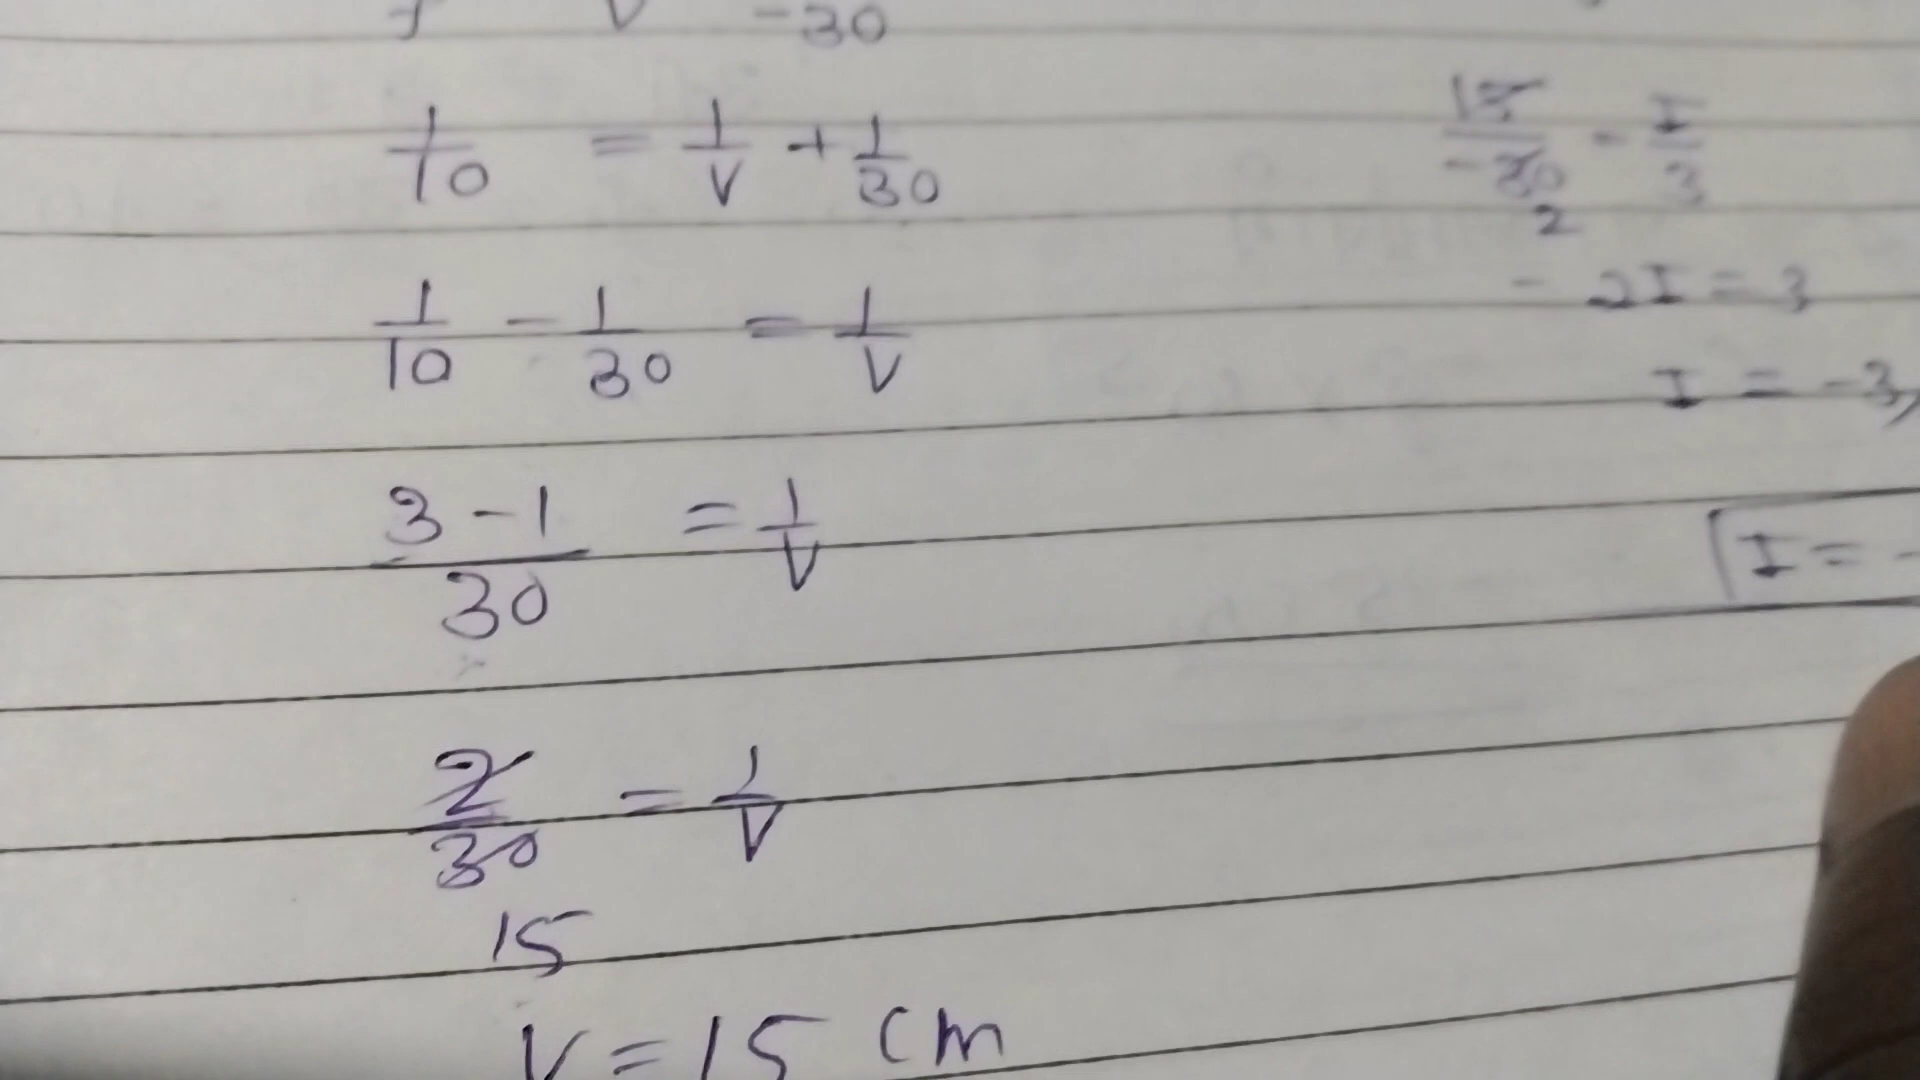 f V -30
1/10 = 1/V + 1/30
1/10 - 1/30 = 1/V
3-1/30 = 1/V
2/30 = 1/V
15
V = 15 cm
15/-30 = I/3
2
- 2I = 3
I = -3
I = -